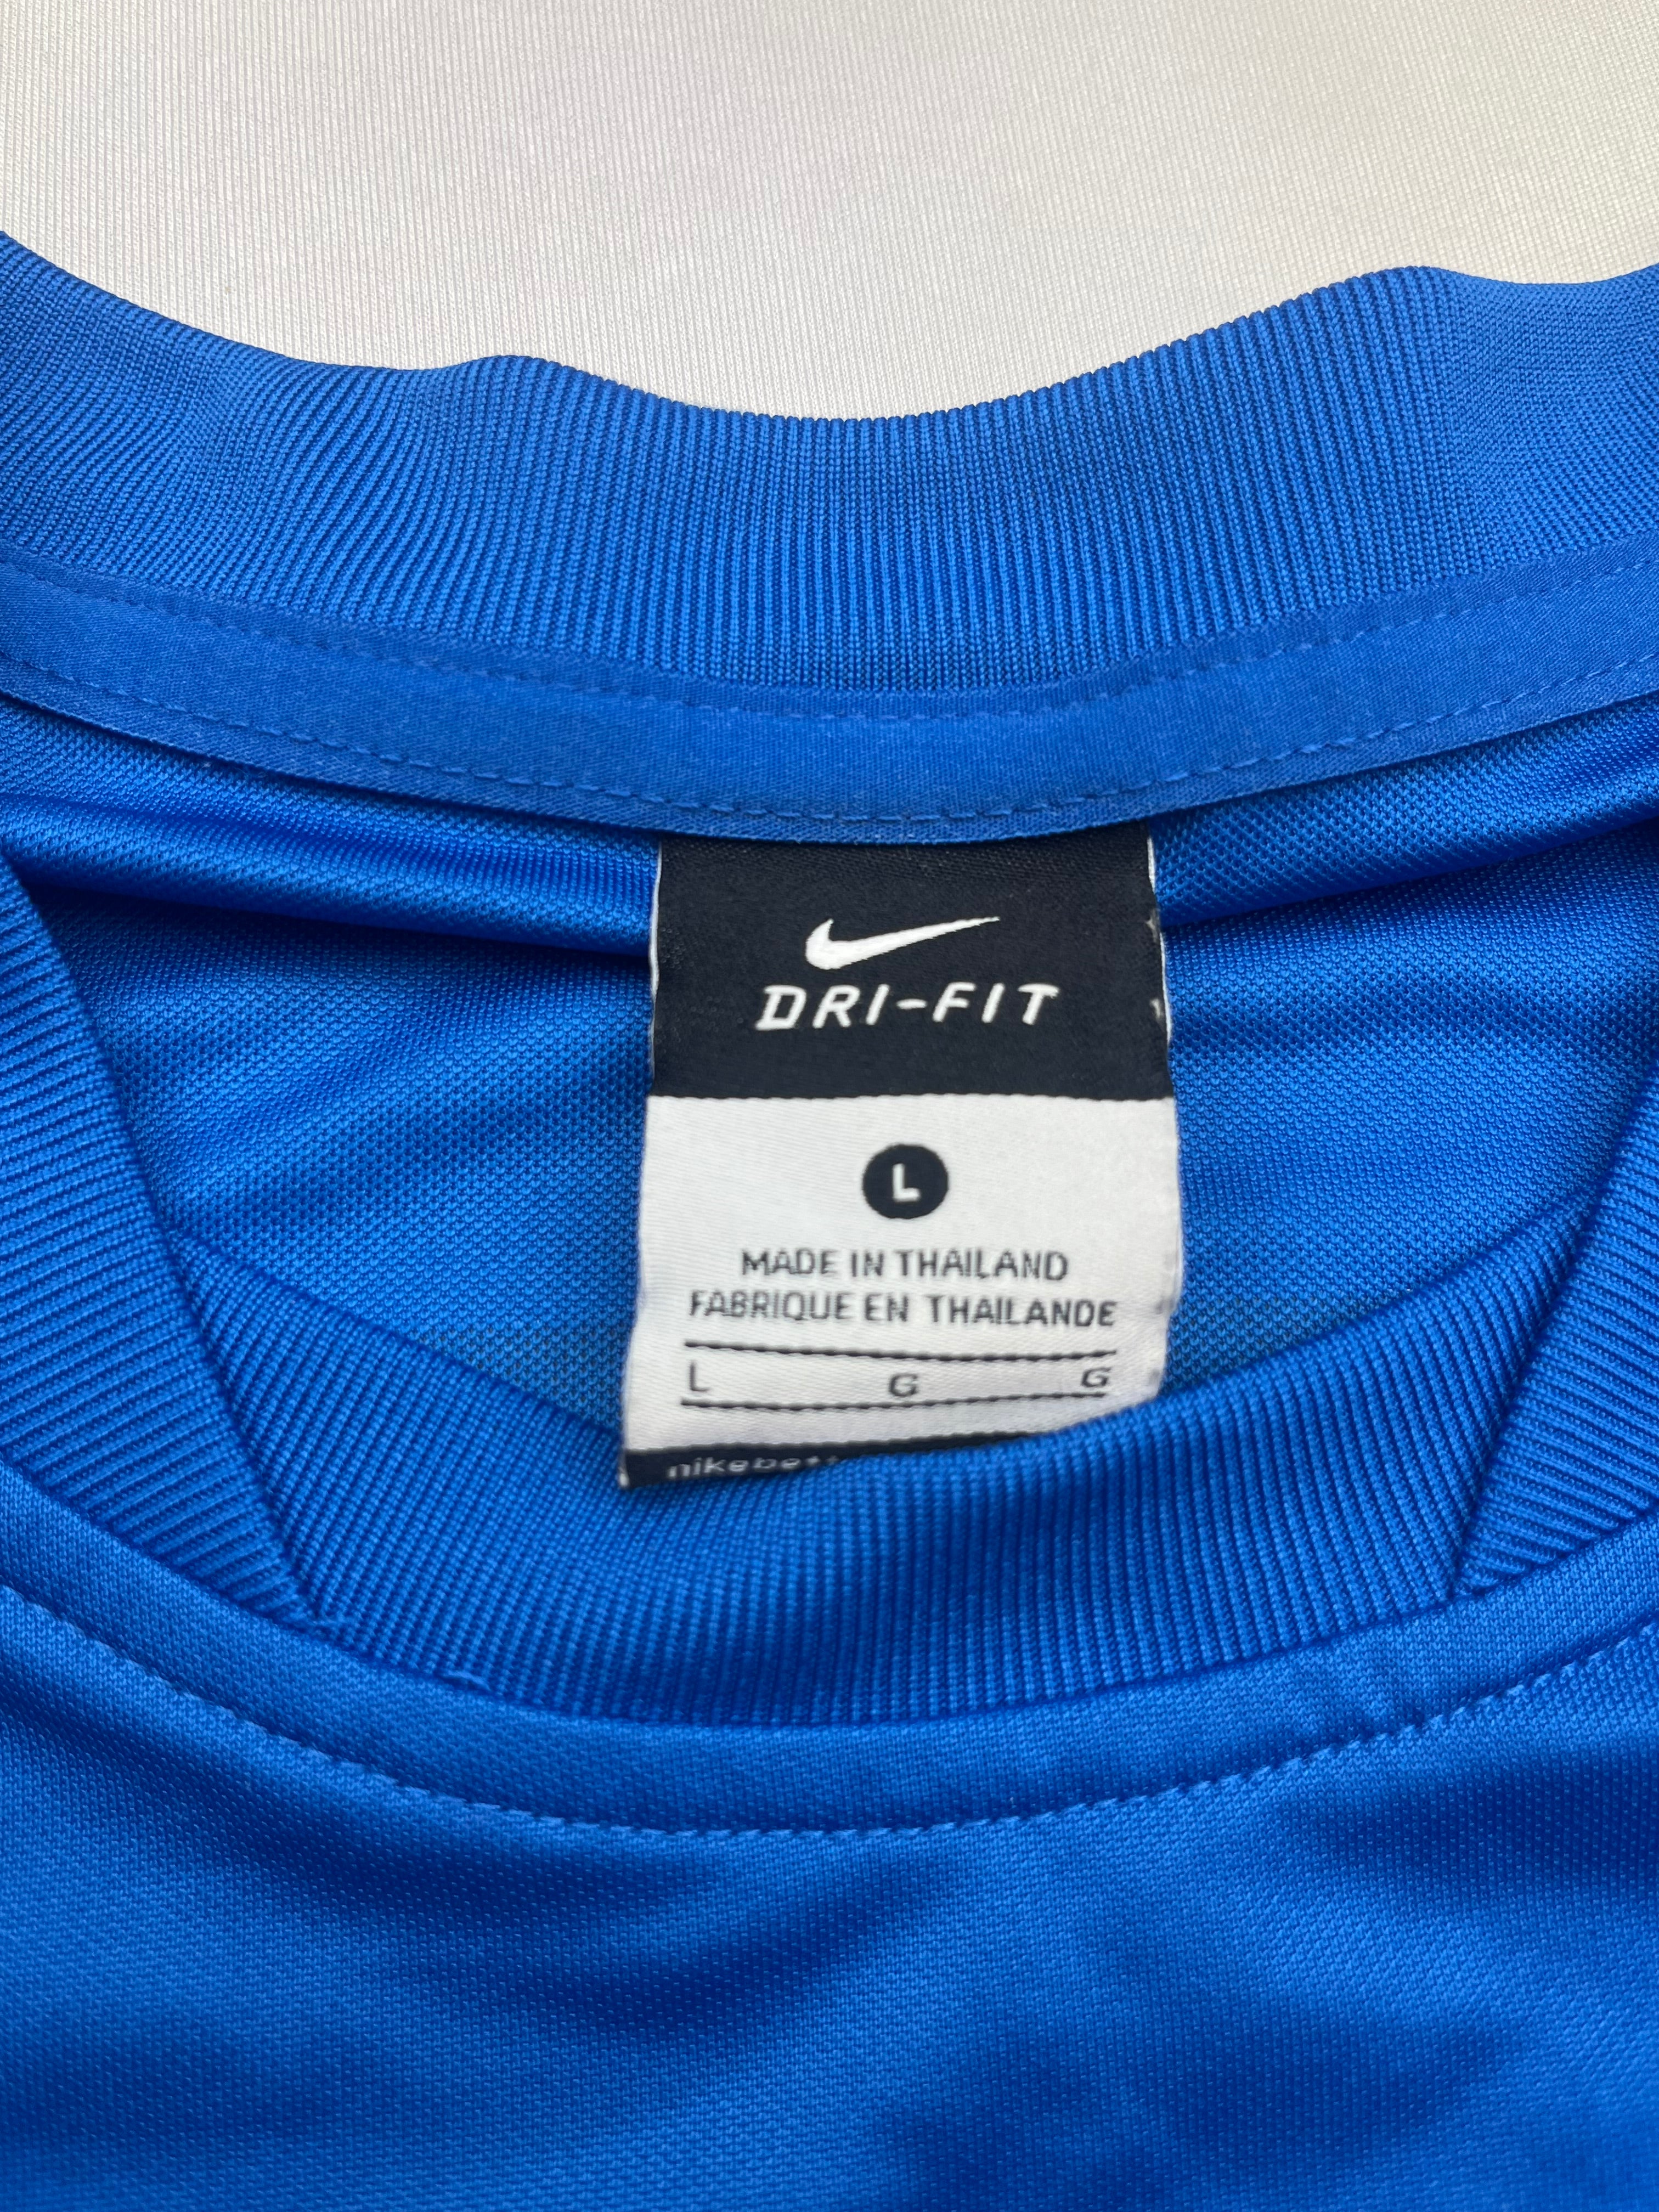 DRI-FIT
L
MADE IN THAILAND
FABRIQUE EN THAILANDE
L G G